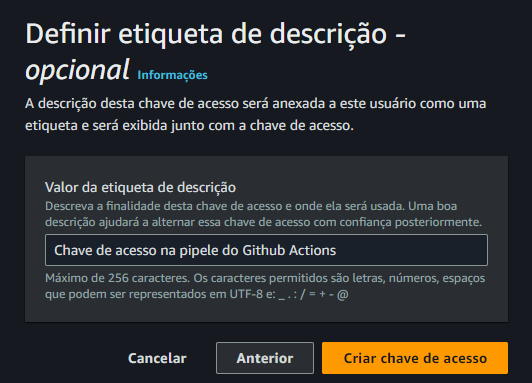 Definir etiqueta de descrição -
opcional Informações
A descrição desta chave de acesso será anexada a este usuário como uma
etiqueta e será exibida junto com a chave de acesso.
Valor da etiqueta de descrição
Descreva a finalidade desta chave de acesso e onde ela será usada. Uma boa
descrição ajudará a alternar essa chave de acesso com confiança posteriormente.
Chave de acesso na pipele do Github Actions
Máximo de 256 caracteres. Os caracteres permitidos são letras, números, espaços
que podem ser representados em UTF-8 e: _ . : / = + - @
Cancelar Anterior Criar chave de acesso